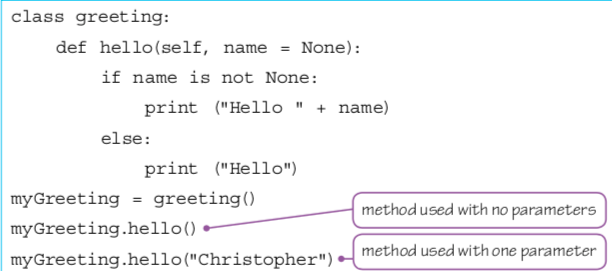 class greeting:
    def hello(self, name = None):
        if name is not None:
            print ("Hello " + name)
        else:
            print ("Hello")
myGreeting = greeting()
myGreeting.hello()
method used with no parameters
myGreeting.hello("Christopher")
method used with one parameter